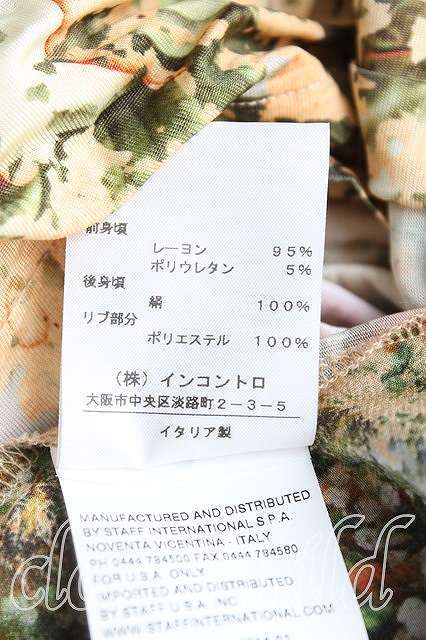 前身頃
レーヨン 95%
ポリウレタン 5%
後身頃
絹 100%
リブ部分
ポリエステル 100%
(株)インコントロ
大阪市中央区淡路町2-3-5
イタリア製
MANUFACTURED AND DISTRIBUTED
BY STAFF INTERNATIONAL S.P.A.
NOVENTA VICENTINA - ITALY
PH 0444 784500 FAX 0444 784580
FOR U.S.A. ONLY
IMPORTED AND DISTRIBUTED
BY STAFF U.S.A. INC.
WWW.STAFFINTERNATIONAL.COM